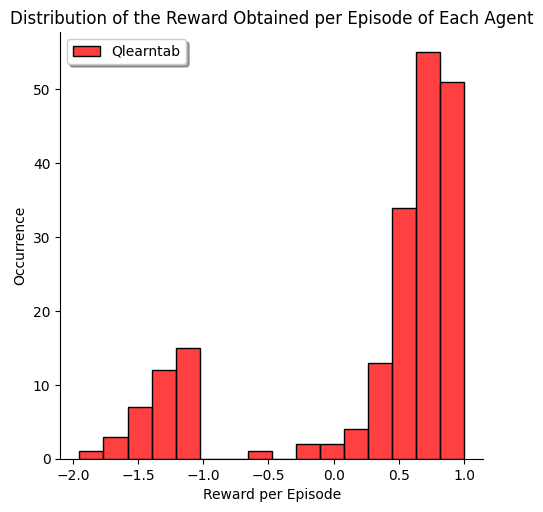 Distribution of the Reward Obtained per Episode of Each Agent
Qlearntab
Occurrence
50
40
30
20
10
0
−2.0 −1.5 −1.0 −0.5 0.0 0.5 1.0
Reward per Episode